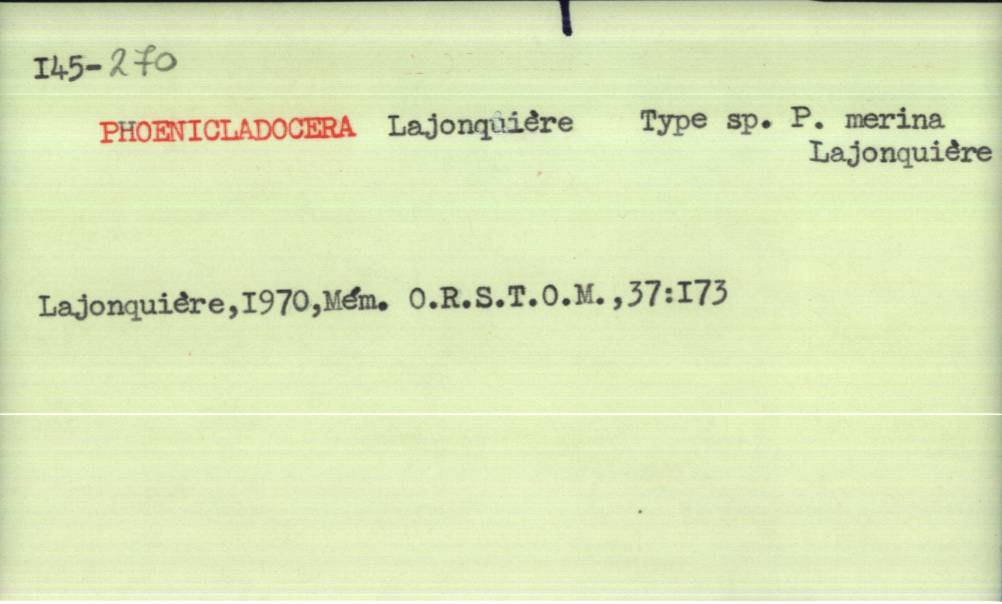 I45-270
PHOENICLADOCERA Lajonquière Type sp. P. merina
Lajonquière
Lajonquière,I970,Mém. O.R.S.T.O.M.,37:I73